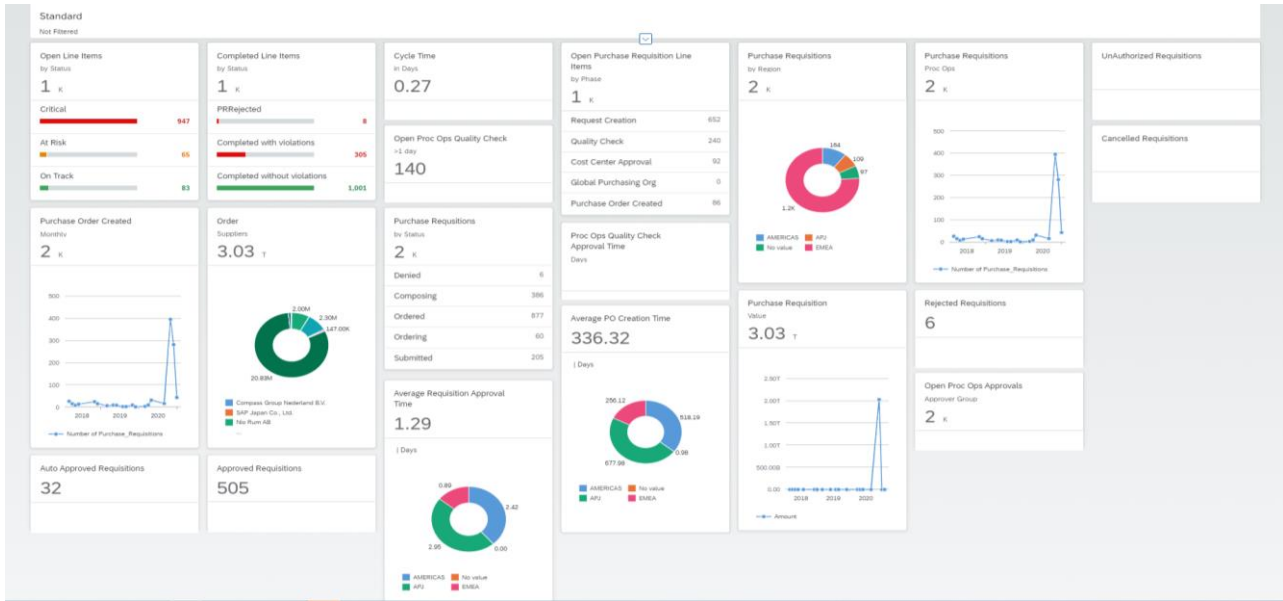 Standard
Not Filtered
Open Line Items
by Status
1 K
Critical
947
At Risk
65
On Track
83
Completed Line Items
by Status
1 K
PRRejected
8
Completed with violations
305
Completed without violations
1,001
Cycle Time
in Days
0.27
Open Proc Ops Quality Check
>1 day
140
Open Purchase Requisition Line
Items
by Phase
1 K
Request Creation 652
Quality Check 240
Cost Center Approval 92
Global Purchasing Org 0
Purchase Order Created 86
Purchase Requisitions
by Region
2 K
184
109
97
1.2K
AMERICAS APJ
No value EMEA
Purchase Requisitions
Proc Ops
2 K
500
400
300
200
100
0
2018 2019 2020
Number of Purchase_Requisitions
UnAuthorized Requisitions
Cancelled Requisitions
Purchase Order Created
Monthly
2 K
500
400
300
200
100
0
2018 2019 2020
Number of Purchase_Requisitions
Order
Suppliers
3.03 T
2.00M
2.30M
147.00K
20.93M
Compass Group Nederland B.V.
SAP Japan Co., Ltd.
Nio Rum AB
...
Purchase Requsitions
by Status
2 K
Denied 6
Composing 386
Ordered 877
Ordering 60
Submitted 205
Proc Ops Quality Check
Approval Time
Days
Average PO Creation Time
336.32
| Days
256.12
518.19
0.98
677.98
AMERICAS No value
APJ EMEA
Purchase Requisition
Value
3.03 T
2.50T
2.00T
1.50T
1.00T
500.00B
0.00
2018 2019 2020
Amount
Rejected Requisitions
6
Open Proc Ops Approvals
Approver Group
2 K
Auto Approved Requisitions
32
Approved Requisitions
505
Average Requisition Approval
Time
1.29
| Days
0.89
2.42
2.95
0.00
AMERICAS No value
APJ EMEA